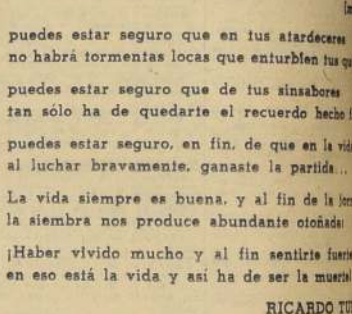 puedes estar seguro que en tus atardeceres
no habrá tormentas locas que enturbien tus
puedes estar seguro que de tus sinsabores
tan sólo ha de quedarte el recuerdo hecho
puedes estar seguro, en fin, de que en la vida
al luchar bravamente, ganaste la partida...
La vida siempre es buena, y al fin de la
la siembra nos produce abundante otoñada;
¡Haber vivido mucho y al fin sentirte fuerte
en eso está la vida y así ha de ser la muerte!
RICARDO